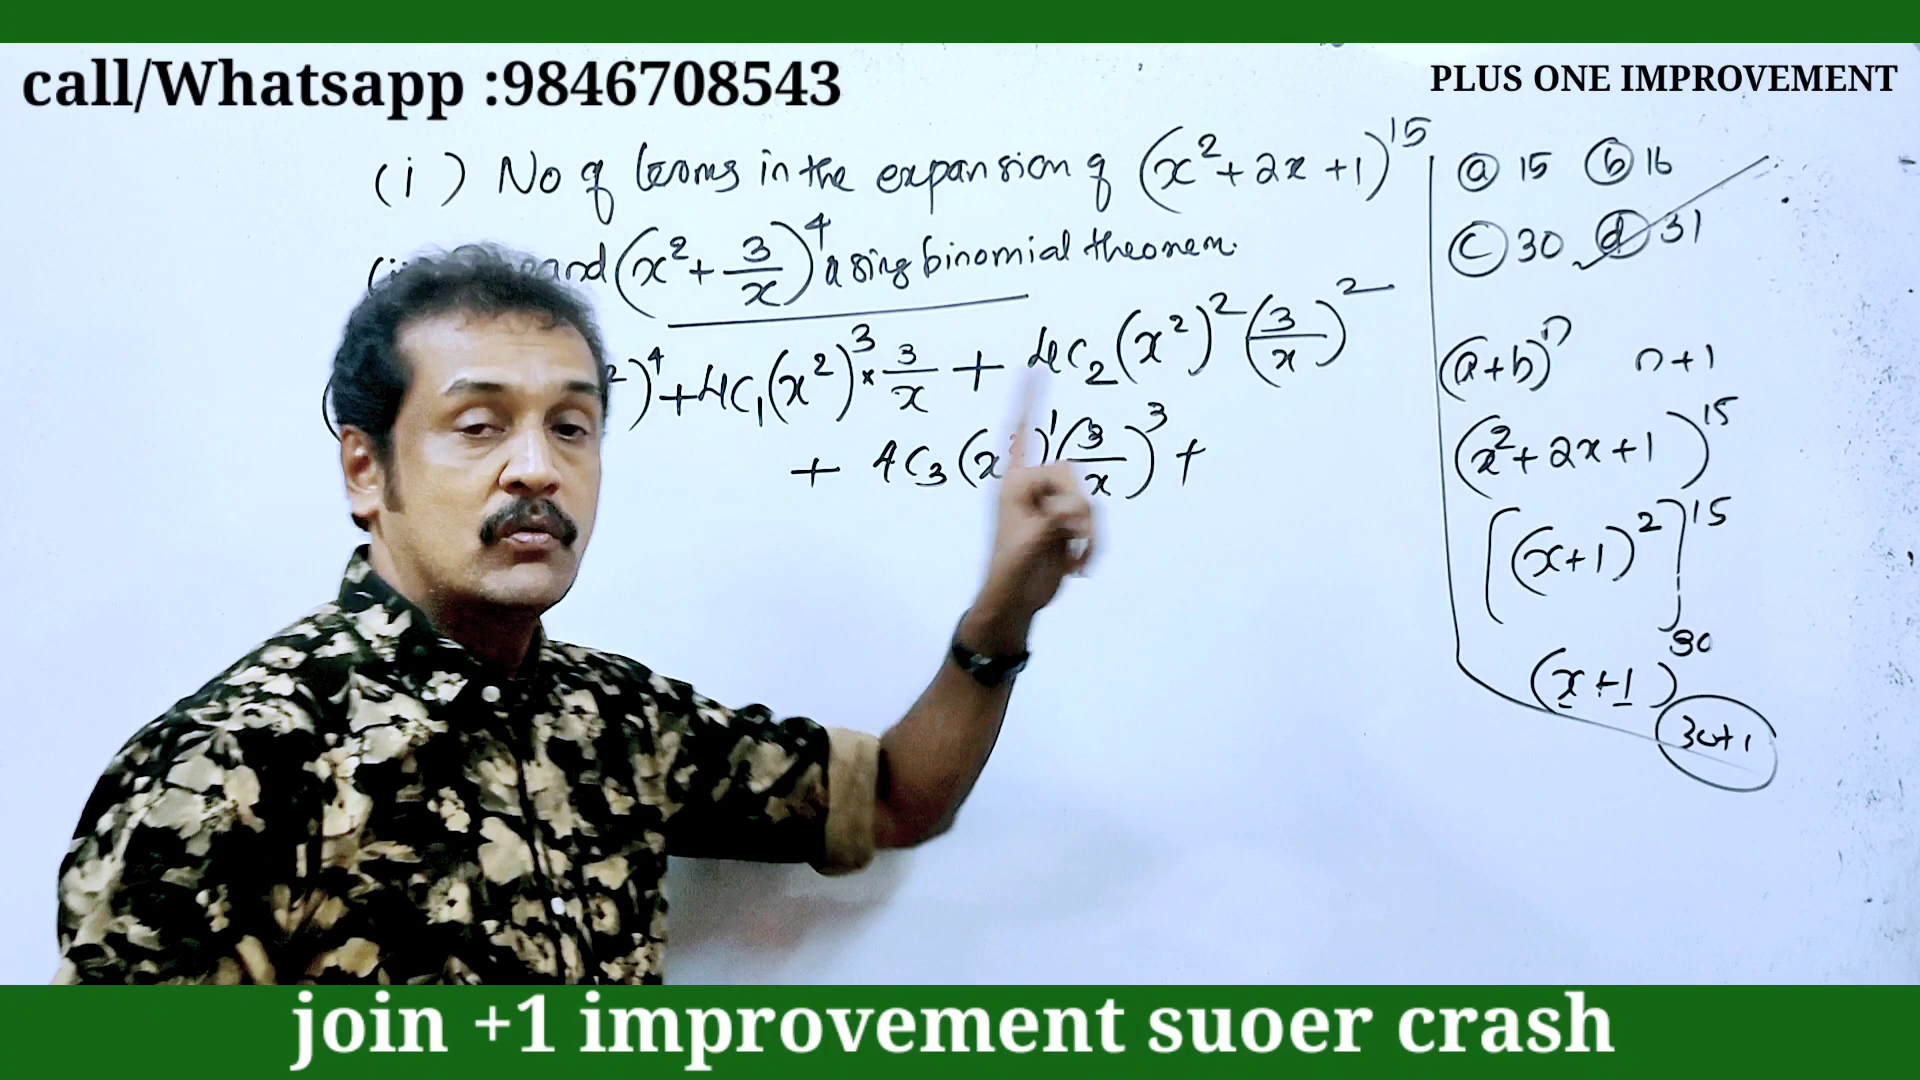 call/Whatsapp :9846708543
PLUS ONE IMPROVEMENT
(i) No of terms in the expansion of (x²+2x+1)¹⁵
(a) 15 (b) 16
(c) 30 (d) 31
and (x²+3/x)⁴ using binomial theorem.
²)⁴+4C₁(x²)³×3/x + 4C₂(x²)²(3/x)²
+ 4C₃(x²)¹(3/x)³ +
(a+b)ⁿ n+1
(x²+2x+1)¹⁵
[(x+1)²]¹⁵
(x+1)³⁰
30+1
join +1 improvement suoer crash